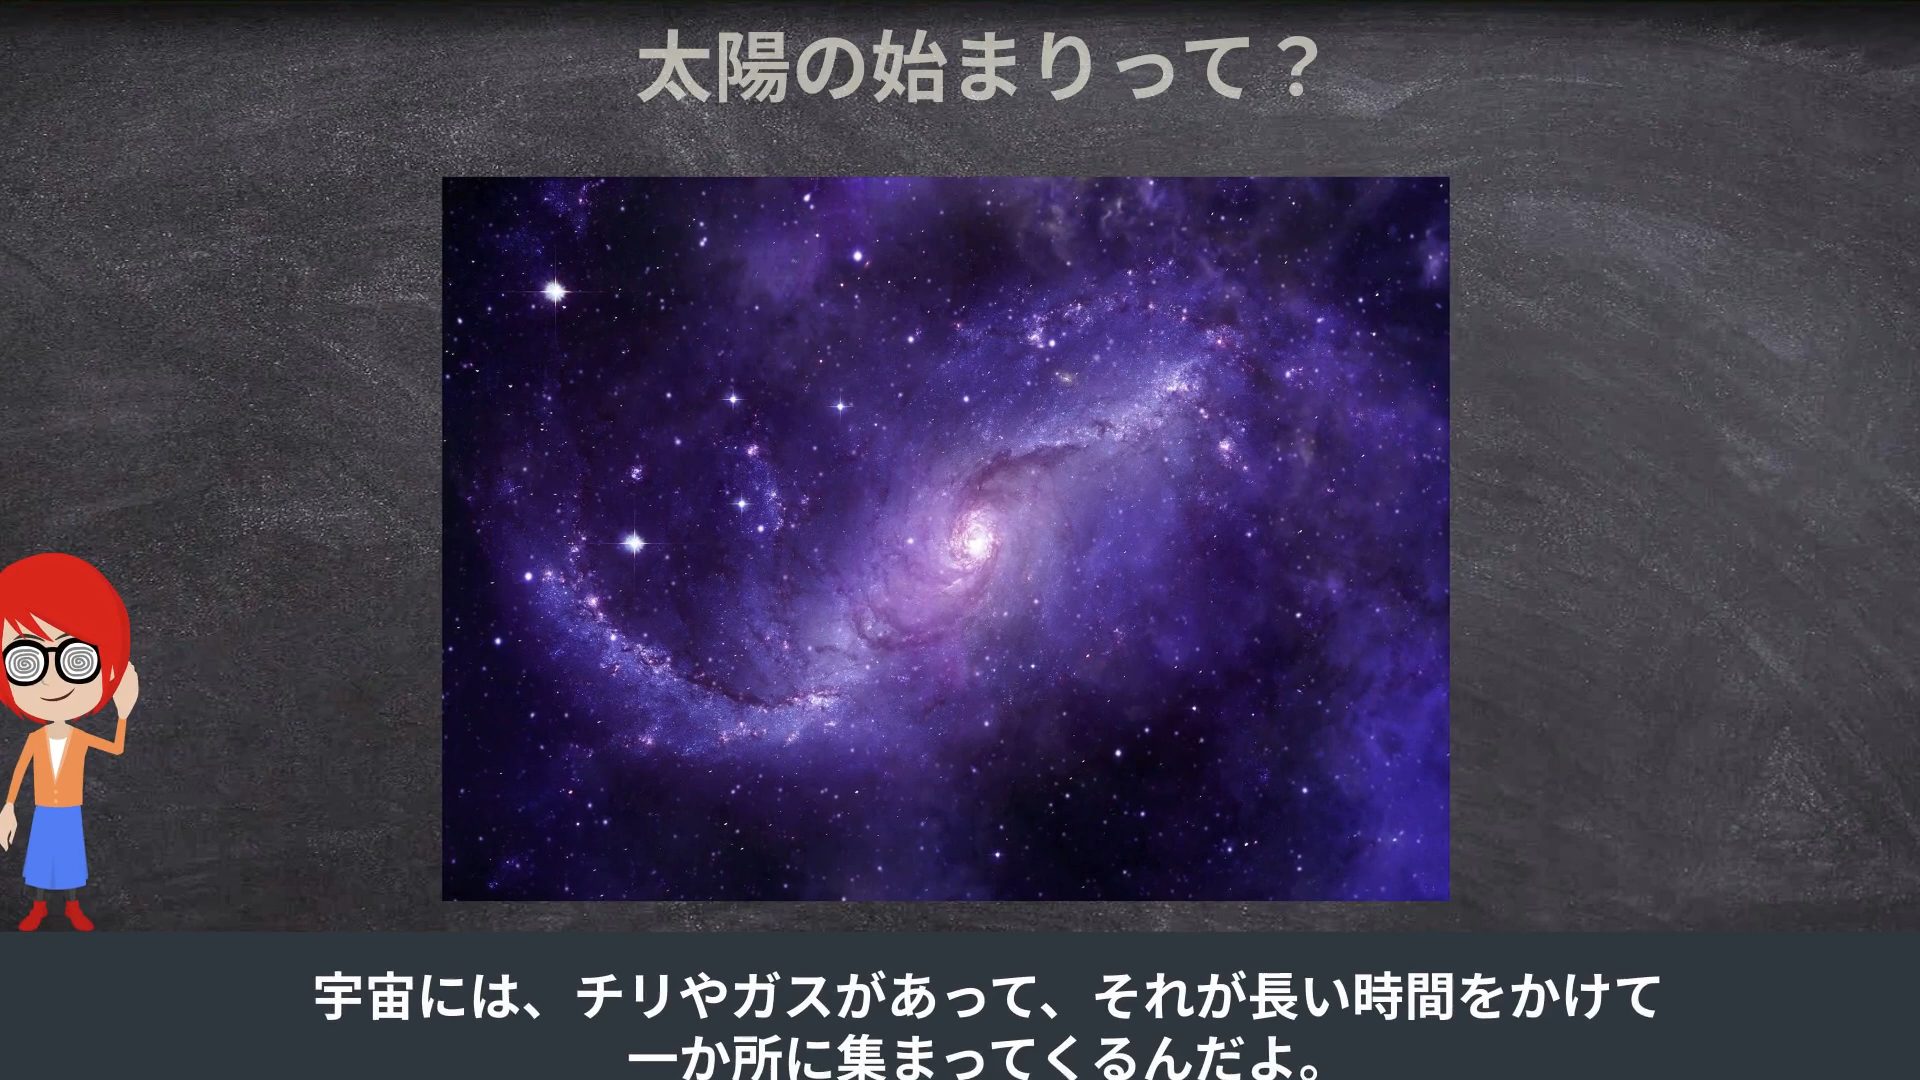 太陽の始まりって？
宇宙には、チリやガスがあって、それが長い時間をかけて
一か所に集まってくるんだよ。